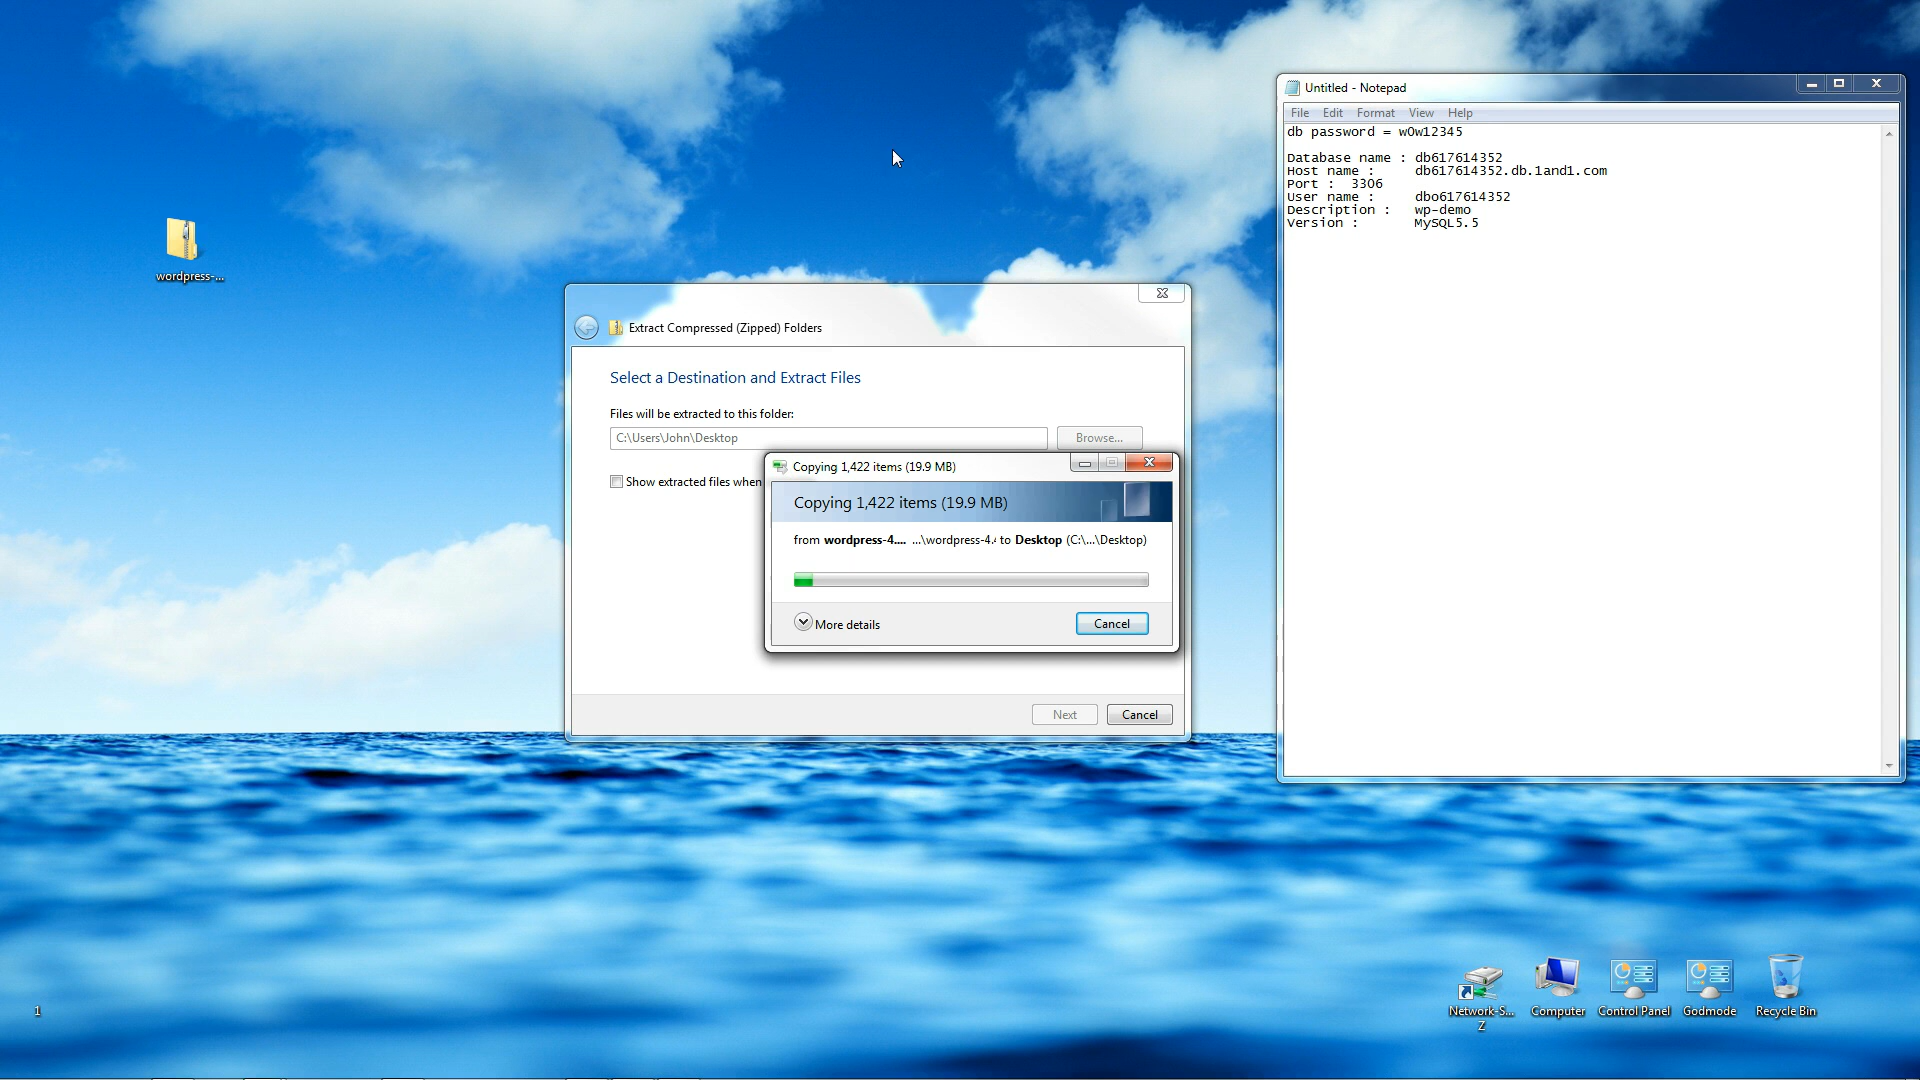 Untitled - Notepad
File Edit Format View Help
db password = w0w12345
Database name : db617614352
Host name : db617614352.db.1and1.com
Port : 3306
User name : dbo617614352
Description : wp-demo
Version : MySQL5.5
wordpress-...
Extract Compressed (Zipped) Folders
Select a Destination and Extract Files
Files will be extracted to this folder:
C:\Users\John\Desktop
Browse...
Show extracted files when
Copying 1,422 items (19.9 MB)
Copying 1,422 items (19.9 MB)
from wordpress-4.... ...\wordpress-4.4 to Desktop (C:\...\Desktop)
More details
Cancel
Next
Cancel
1
Network-S...
Z
Computer
Control Panel
Godmode
Recycle Bin